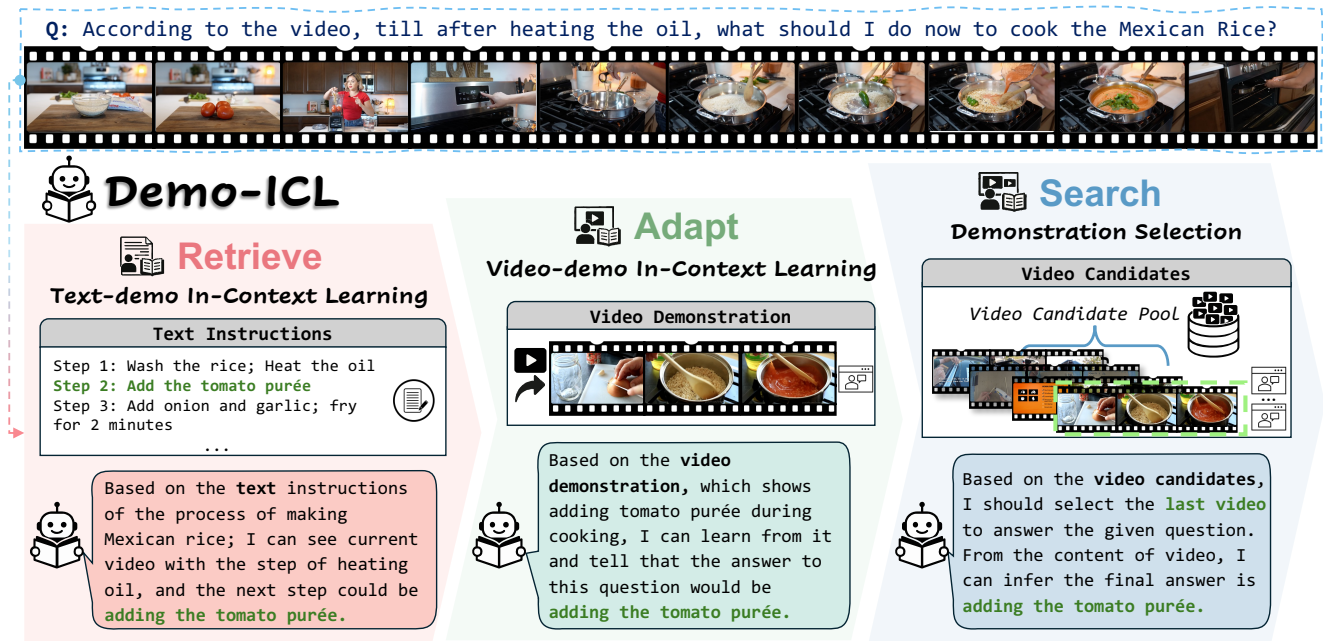 Q: According to the video, till after heating the oil, what should I do now to cook the Mexican Rice?
LOVE
Demo-ICL
Retrieve
Text-demo In-Context Learning
Text Instructions
Step 1: Wash the rice; Heat the oil
Step 2: Add the tomato purée
Step 3: Add onion and garlic; fry
for 2 minutes
...
Based on the text instructions
of the process of making
Mexican rice; I can see current
video with the step of heating
oil, and the next step could be
adding the tomato purée.
Adapt
Video-demo In-Context Learning
Video Demonstration
Based on the video
demonstration, which shows
adding tomato purée during
cooking, I can learn from it
and tell that the answer to
this question would be
adding the tomato purée.
Search
Demonstration Selection
Video Candidates
Video Candidate Pool
...
Based on the video candidates,
I should select the last video
to answer the given question.
From the content of video, I
can infer the final answer is
adding the tomato purée.